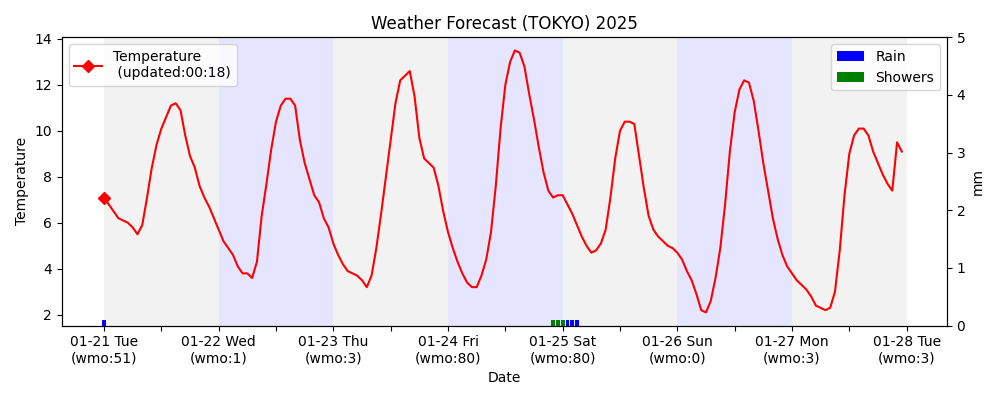 Weather Forecast (TOKYO) 2025
Temperature
(updated:00:18)
Rain
Showers
14
12
10
8
6
4
2
Temperature
5
4
3
2
1
0
mm
01-21 Tue
(wmo:51)
01-22 Wed
(wmo:1)
01-23 Thu
(wmo:3)
01-24 Fri
(wmo:80)
01-25 Sat
(wmo:80)
01-26 Sun
(wmo:0)
01-27 Mon
(wmo:3)
01-28 Tue
(wmo:3)
Date